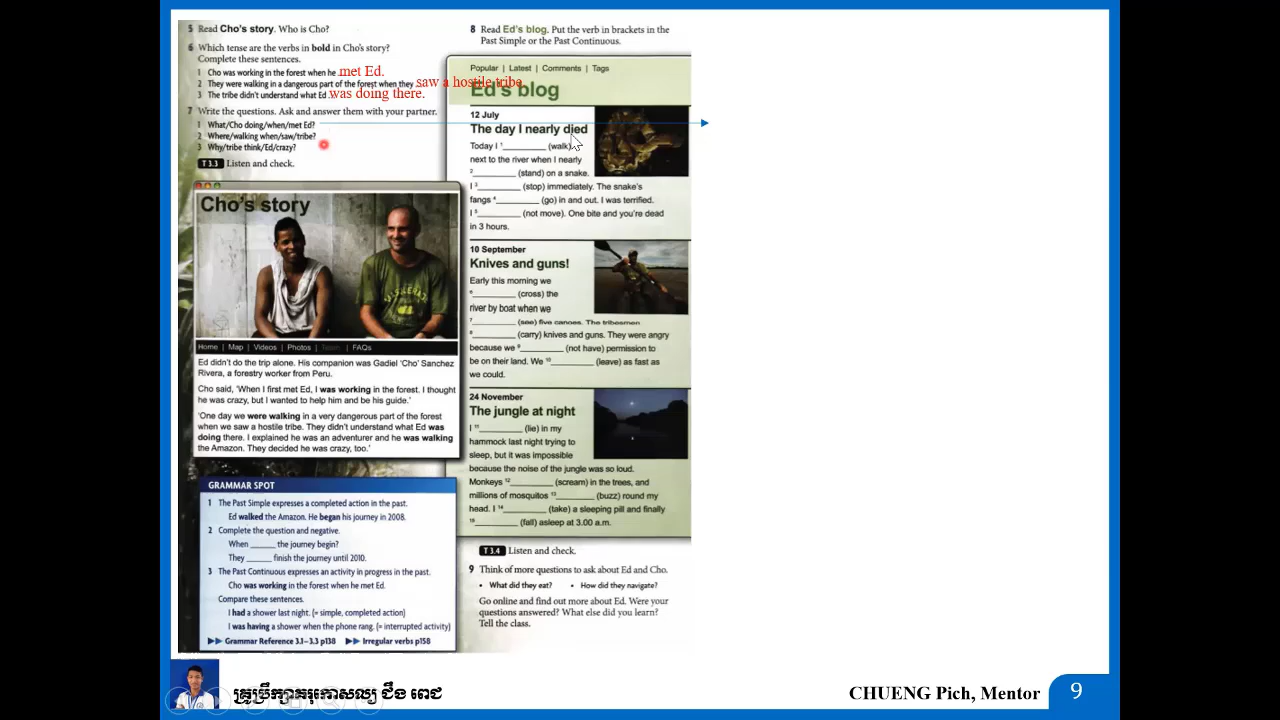 5 Read Cho's story. Who is Cho?
6 Which tense are the verbs in bold in Cho's story?
Complete these sentences.
1 Cho was working in the forest when he met Ed.
2 They were walking in a dangerous part of the forest when they saw a hostile tribe
3 The tribe didn't understand what Ed was doing there.
7 Write the questions. Ask and answer them with your partner.
1 What/Cho doing/when/met Ed?
2 Where/walking when/saw/tribe?
3 Why/tribe think/Ed/crazy?
T 3.3 Listen and check.
Cho's story
Home | Map | Videos | Photos | Team | FAQs
Ed didn't do the trip alone. His companion was Gadiel 'Cho' Sanchez
Rivera, a forestry worker from Peru.
Cho said, 'When I first met Ed, I was working in the forest. I thought
he was crazy, but I wanted to help him and be his guide.'
'One day we were walking in a very dangerous part of the forest
when we saw a hostile tribe. They didn't understand what Ed was
doing there. I explained he was an adventurer and he was walking
the Amazon. They decided he was crazy, too.'
GRAMMAR SPOT
1 The Past Simple expresses a completed action in the past.
Ed walked the Amazon. He began his journey in 2008.
2 Complete the question and negative.
When ______ the journey begin?
They ______ finish the journey until 2010.
3 The Past Continuous expresses an activity in progress in the past.
Cho was working in the forest when he met Ed.
Compare these sentences.
I had a shower last night. (= simple, completed action)
I was having a shower when the phone rang. (= interrupted activity)
▶▶ Grammar Reference 3.1–3.3 p138 ▶▶ Irregular verbs p158
8 Read Ed's blog. Put the verb in brackets in the
Past Simple or the Past Continuous.
Popular | Latest | Comments | Tags
Ed's blog
12 July
The day I nearly died
Today I 1________ (walk)
next to the river when I nearly
2________ (stand) on a snake.
I 3________ (stop) immediately. The snake's
fangs 4________ (go) in and out. I was terrified.
I 5________ (not move). One bite and you're dead
in 3 hours.
10 September
Knives and guns!
Early this morning we
6________ (cross) the
river by boat when we
7________ (see) five canoes. The tribesmen
8________ (carry) knives and guns. They were angry
because we 9________ (not have) permission to
be on their land. We 10________ (leave) as fast as
we could.
24 November
The jungle at night
I 11________ (lie) in my
hammock last night trying to
sleep, but it was impossible
because the noise of the jungle was so loud.
Monkeys 12________ (scream) in the trees, and
millions of mosquitos 13________ (buzz) round my
head. I 14________ (take) a sleeping pill and finally
15________ (fall) asleep at 3.00 a.m.
T 3.4 Listen and check.
9 Think of more questions to ask about Ed and Cho.
• What did they eat? • How did they navigate?
Go online and find out more about Ed. Were your
questions answered? What else did you learn?
Tell the class.
គ្រូប្រឹក្សាគរុកោសល្យ ជឹង ពេជ
CHUENG Pich, Mentor 9